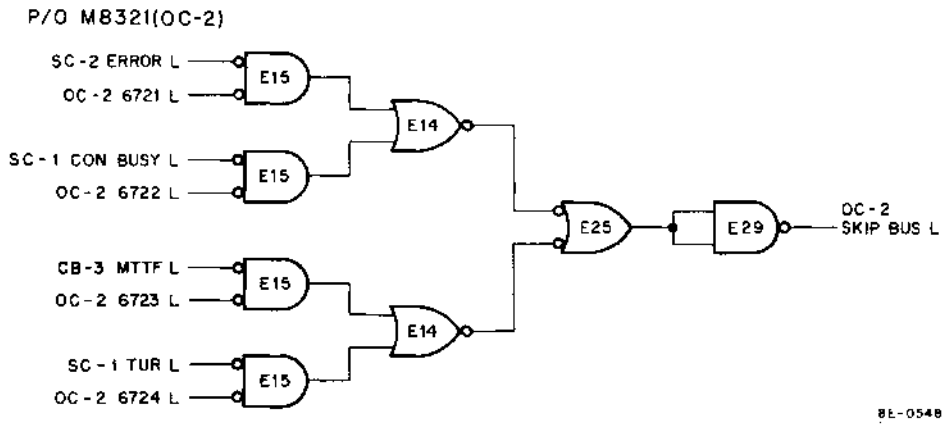 P/O M8321(OC-2)
SC-2 ERROR L
OC-2 6721 L
E15
E14
SC-1 CON BUSY L
OC-2 6722 L
E15
E25
E29
OC-2
SKIP BUS L
CB-3 MTTF L
OC-2 6723 L
E15
E14
SC-1 TUR L
OC-2 6724 L
E15
8E-0548